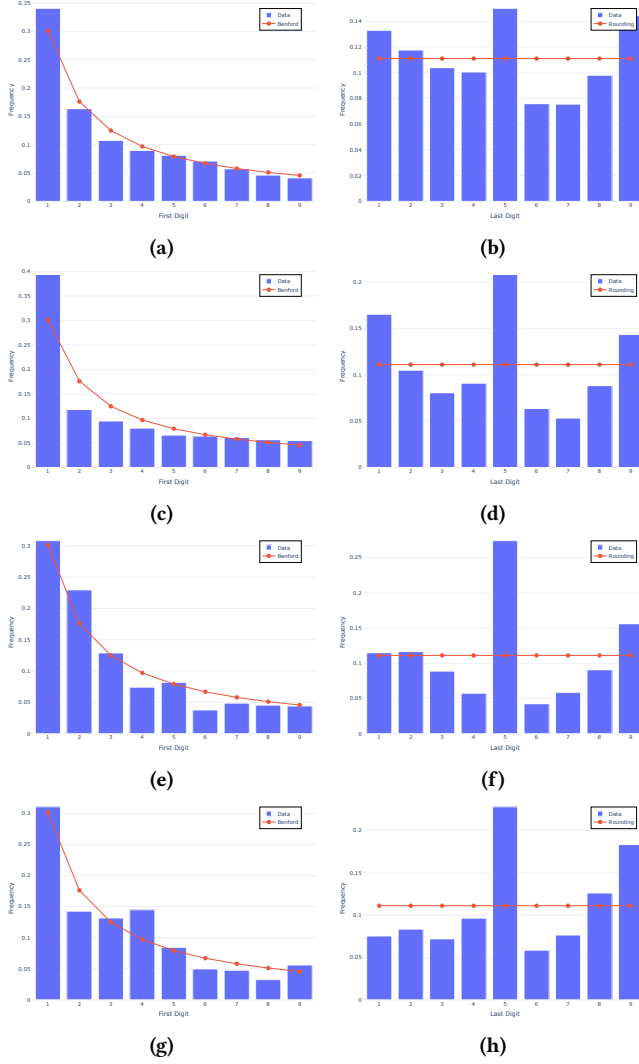 0.35
0.3
0.25
0.2
0.15
0.1
0.05
0
Frequency
1 2 3 4 5 6 7 8 9
First Digit
Data
Benford
(a)
0.14
0.12
0.1
0.08
0.06
0.04
0.02
0
Frequency
1 2 3 4 5 6 7 8 9
Last Digit
Data
Rounding
(b)
0.4
0.35
0.3
0.25
0.2
0.15
0.1
0.05
0
Frequency
1 2 3 4 5 6 7 8 9
First Digit
Data
Benford
(c)
0.2
0.15
0.1
0.05
0
Frequency
1 2 3 4 5 6 7 8 9
Last Digit
Data
Rounding
(d)
0.3
0.25
0.2
0.15
0.1
0.05
0
Frequency
1 2 3 4 5 6 7 8 9
First Digit
Data
Benford
(e)
0.25
0.2
0.15
0.1
0.05
0
Frequency
1 2 3 4 5 6 7 8 9
Last Digit
Data
Rounding
(f)
0.3
0.25
0.2
0.15
0.1
0.05
0
Frequency
1 2 3 4 5 6 7 8 9
First Digit
Data
Benford
(g)
0.2
0.15
0.1
0.05
0
Frequency
1 2 3 4 5 6 7 8 9
Last Digit
Data
Rounding
(h)